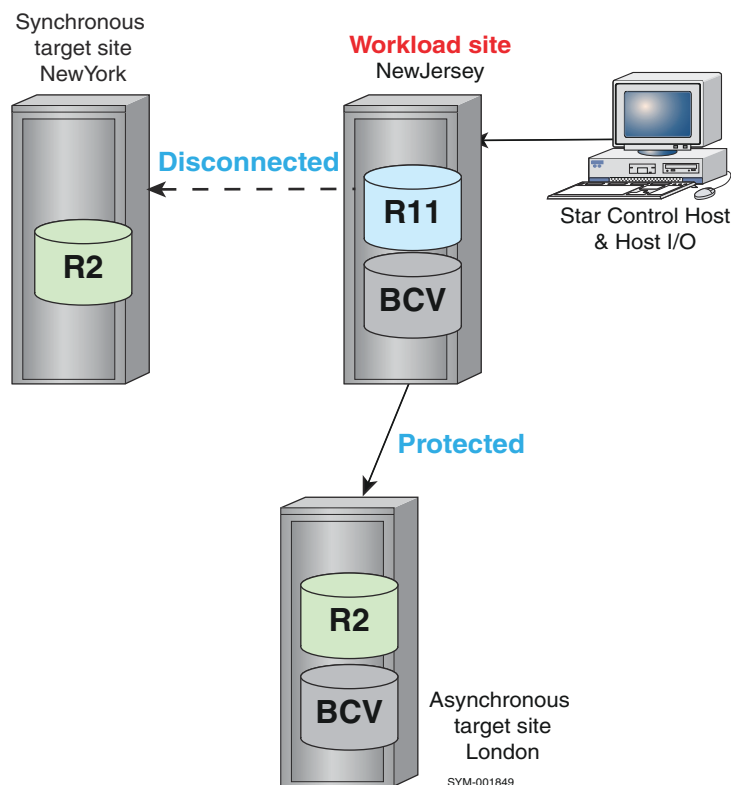 Synchronous
target site
NewYork
Workload site
NewJersey
Disconnected
R11
R2
BCV
Star Control Host
& Host I/O
Protected
R2
BCV
Asynchronous
target site
London
SYM-001849